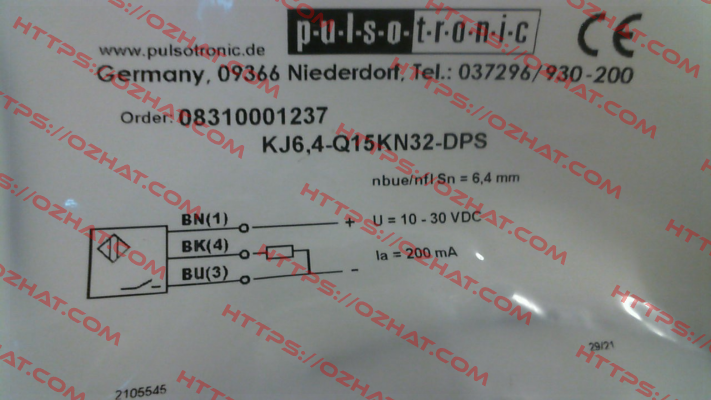 p·u·l·s·o·t·r·o·n·i·c CE
www.pulsotronic.de
Germany, 09366 Niederdorf, Tel.: 037296/930-200
Order: 08310001237
KJ6,4-Q15KN32-DPS
nbue/nfl Sn = 6,4 mm
BN(1) + U = 10 - 30 VDC
BK(4) Ia = 200 mA
BU(3) -
29/21
2105545
HTTPS://OZHAT.COM